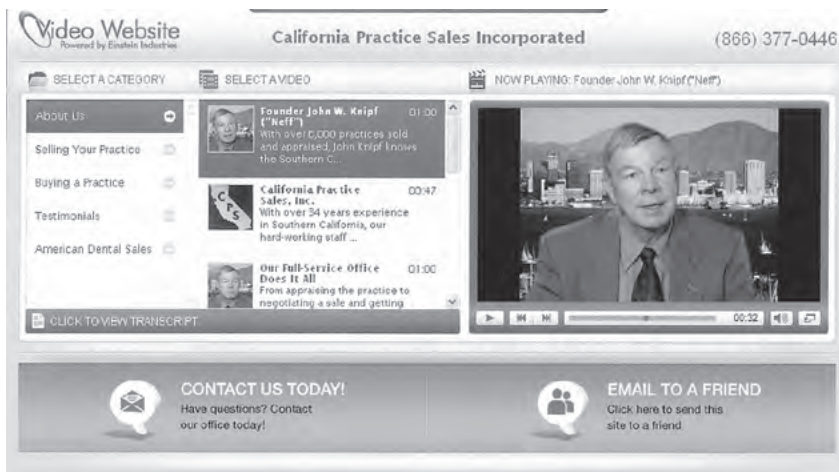 Video Website
Powered by Einstein Industries
California Practice Sales Incorporated
(866) 377-0446
SELECT A CATEGORY
SELECT A VIDEO
NOW PLAYING: Founder John W. Knipf ("Neff")
About Us
Selling Your Practice
Buying a Practice
Testimonials
American Dental Sales
Founder John W. Knipf 01:00
("Neff")
With over 5,000 practices sold
and appraised, John Knipf knows
the Southern C...
CPS
California Practice 00:47
Sales, Inc.
With over 34 years experience
in Southern California, our
hard-working staff ...
Our Full-Service Office 01:00
Does It All
From appraising the practice to
negotiating a sale and getting
CLICK TO VIEW TRANSCRIPT
00:32
CONTACT US TODAY!
Have questions? Contact
our office today!
EMAIL TO A FRIEND
Click here to send this
site to a friend